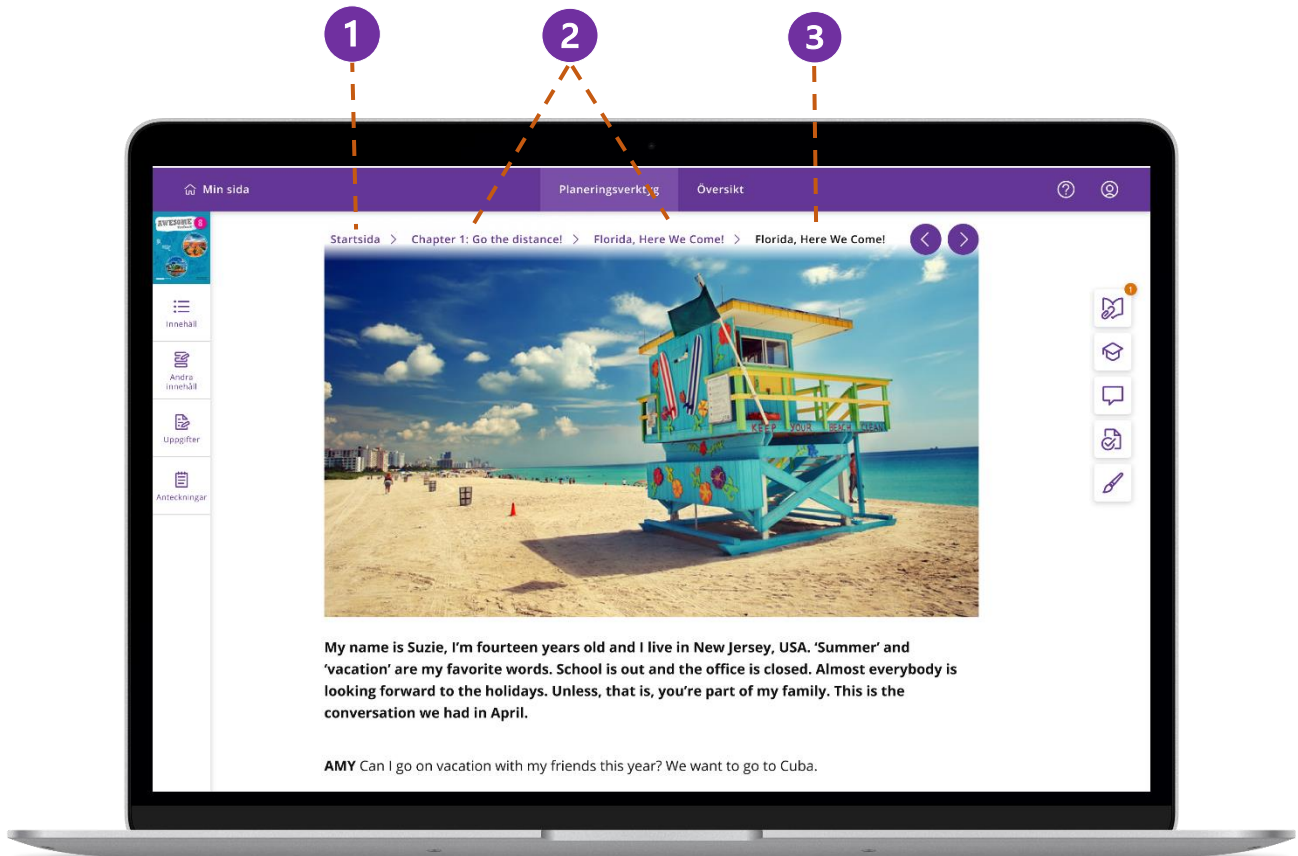 1
2
3
Min sida
Planeringsverktyg
Översikt
AWESOME
Startsida > Chapter 1: Go the distance! > Florida, Here We Come! > Florida, Here We Come!
1
Innehåll
Andra
innehåll
Uppgifter
Anteckningar
KEEP YOUR BEACH CLEAN
My name is Suzie, I’m fourteen years old and I live in New Jersey, USA. ‘Summer’ and
‘vacation’ are my favorite words. School is out and the office is closed. Almost everybody is
looking forward to the holidays. Unless, that is, you’re part of my family. This is the
conversation we had in April.
AMY Can I go on vacation with my friends this year? We want to go to Cuba.